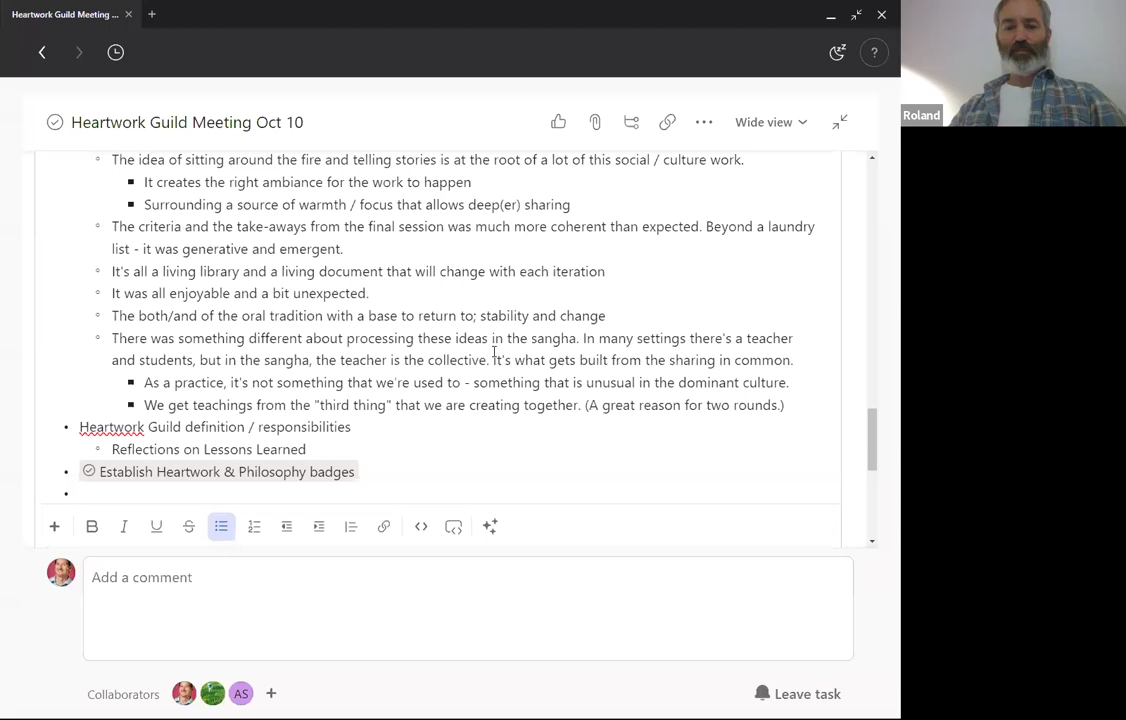 Heartwork Guild Meeting ...
Roland
Heartwork Guild Meeting Oct 10
Wide view
The idea of sitting around the fire and telling stories is at the root of a lot of this social / culture work.
It creates the right ambiance for the work to happen
Surrounding a source of warmth / focus that allows deep(er) sharing
The criteria and the take-aways from the final session was much more coherent than expected. Beyond a laundry
list - it was generative and emergent.
It's all a living library and a living document that will change with each iteration
It was all enjoyable and a bit unexpected.
The both/and of the oral tradition with a base to return to; stability and change
There was something different about processing these ideas in the sangha. In many settings there's a teacher
and students, but in the sangha, the teacher is the collective. It's what gets built from the sharing in common.
As a practice, it's not something that we're used to - something that is unusual in the dominant culture.
We get teachings from the "third thing" that we are creating together. (A great reason for two rounds.)
Heartwork Guild definition / responsibilities
Reflections on Lessons Learned
Establish Heartwork & Philosophy badges
Add a comment
Collaborators
AS
Leave task